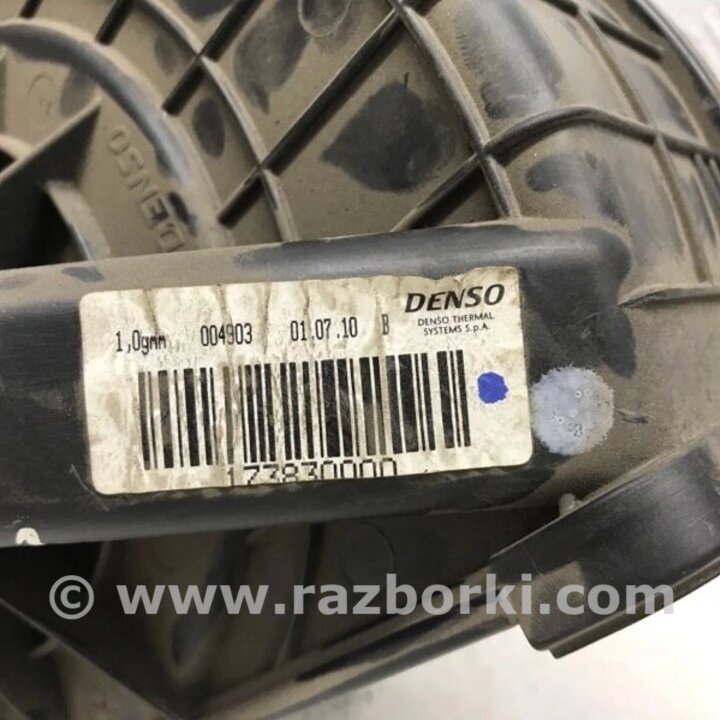 DENSO
1,0gmm 004903 01.07.10 B
DENSO
DENSO THERMAL
SYSTEMS S.p.A.
173830000
A
© www.razborki.com